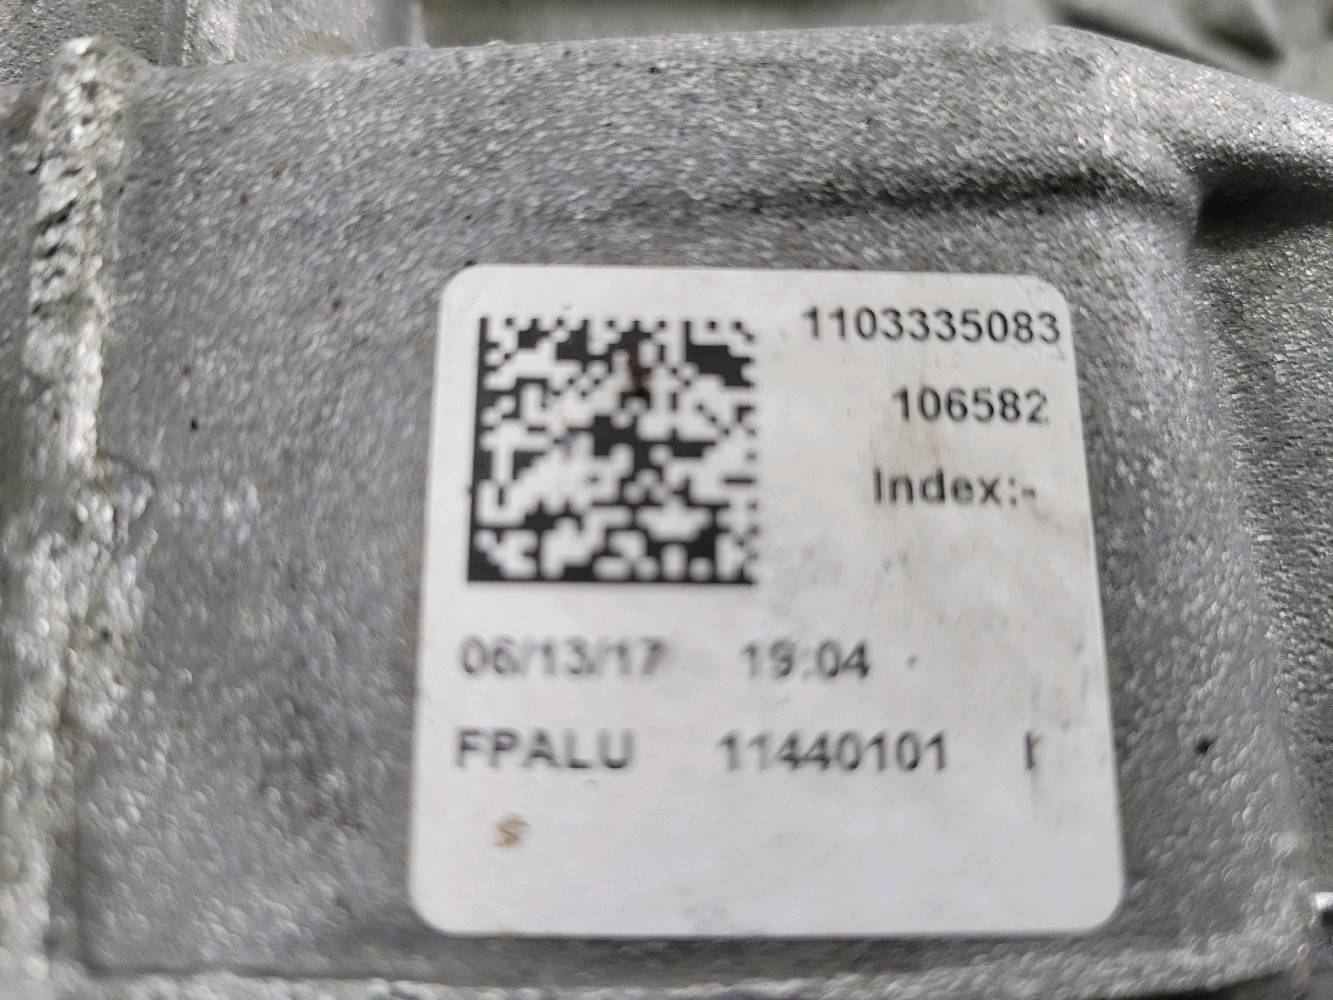 1103335083
106582
Index:-
06/13/17 19:04
FPALU 11440101